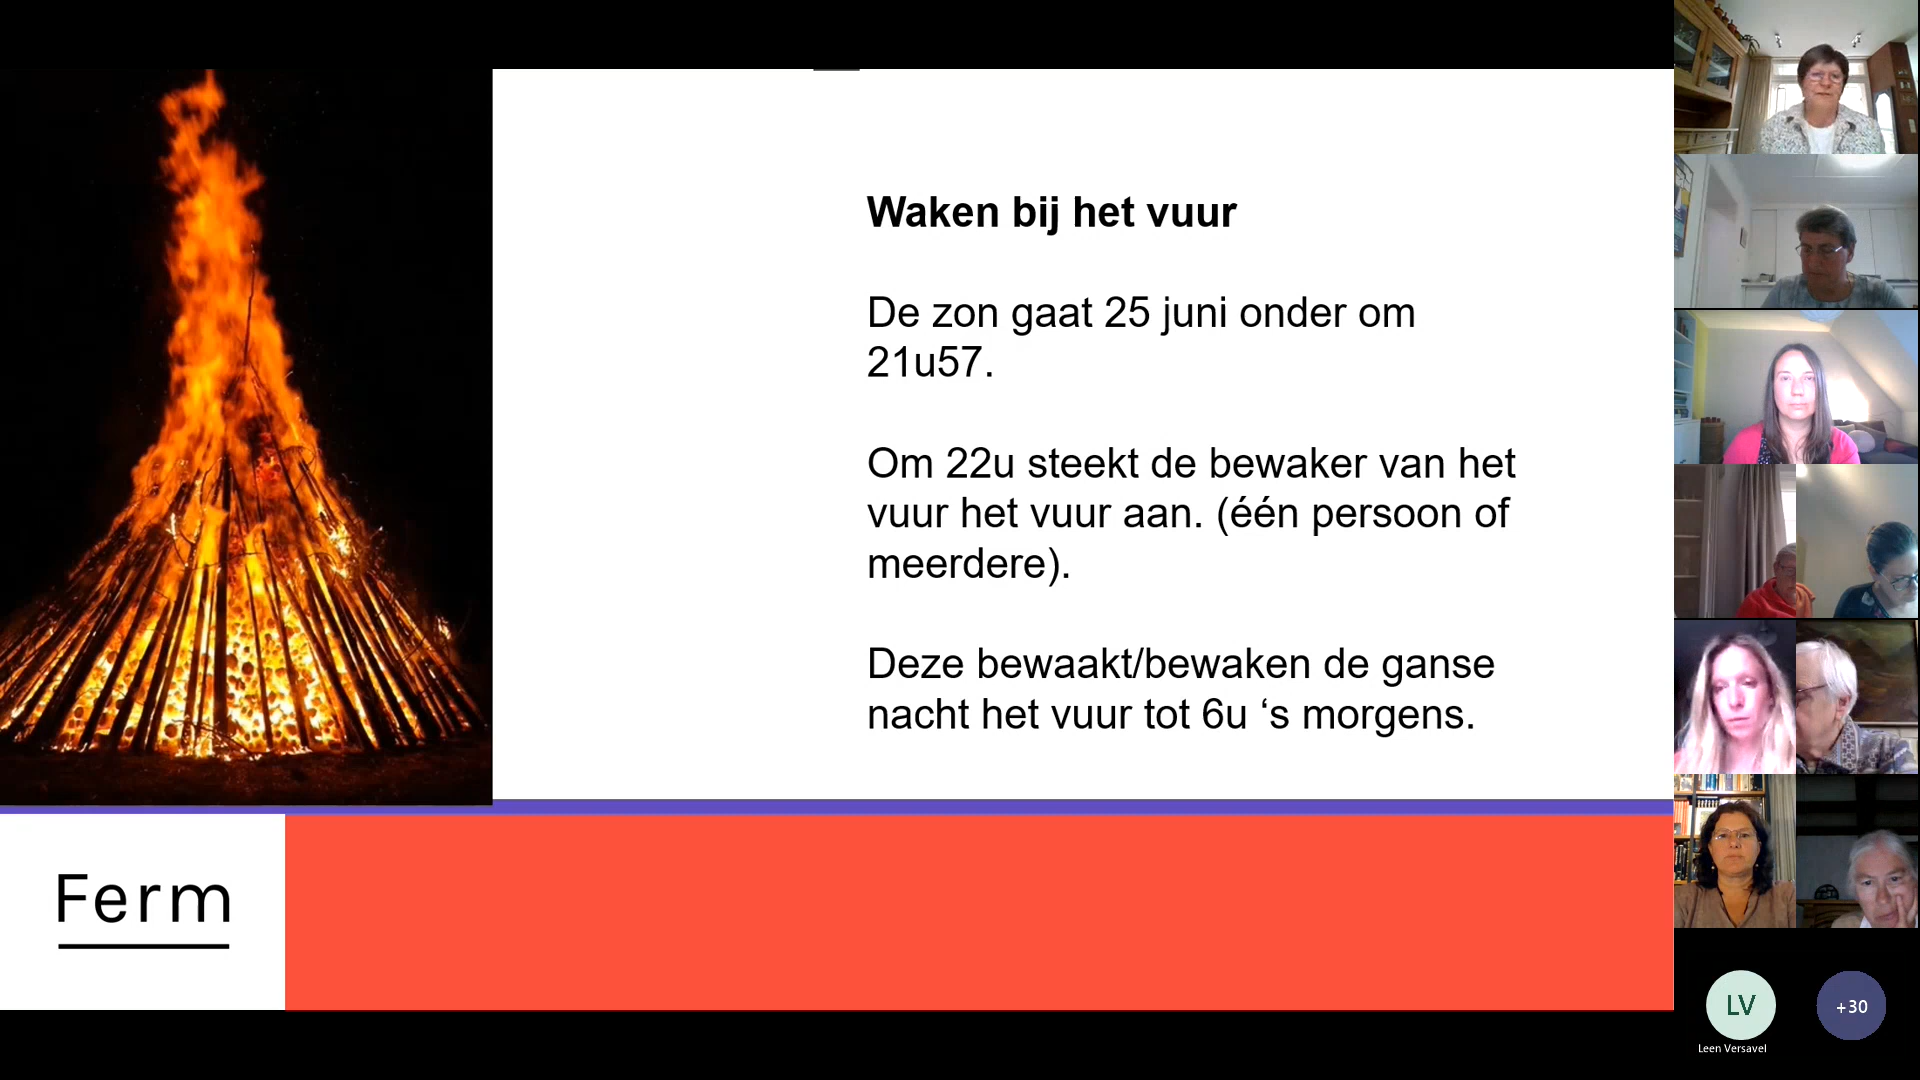 Waken bij het vuur
De zon gaat 25 juni onder om
21u57.
Om 22u steekt de bewaker van het
vuur het vuur aan. (één persoon of
meerdere).
Deze bewaakt/bewaken de ganse
nacht het vuur tot 6u ‘s morgens.
Ferm
LV
+30
Leen Versavel